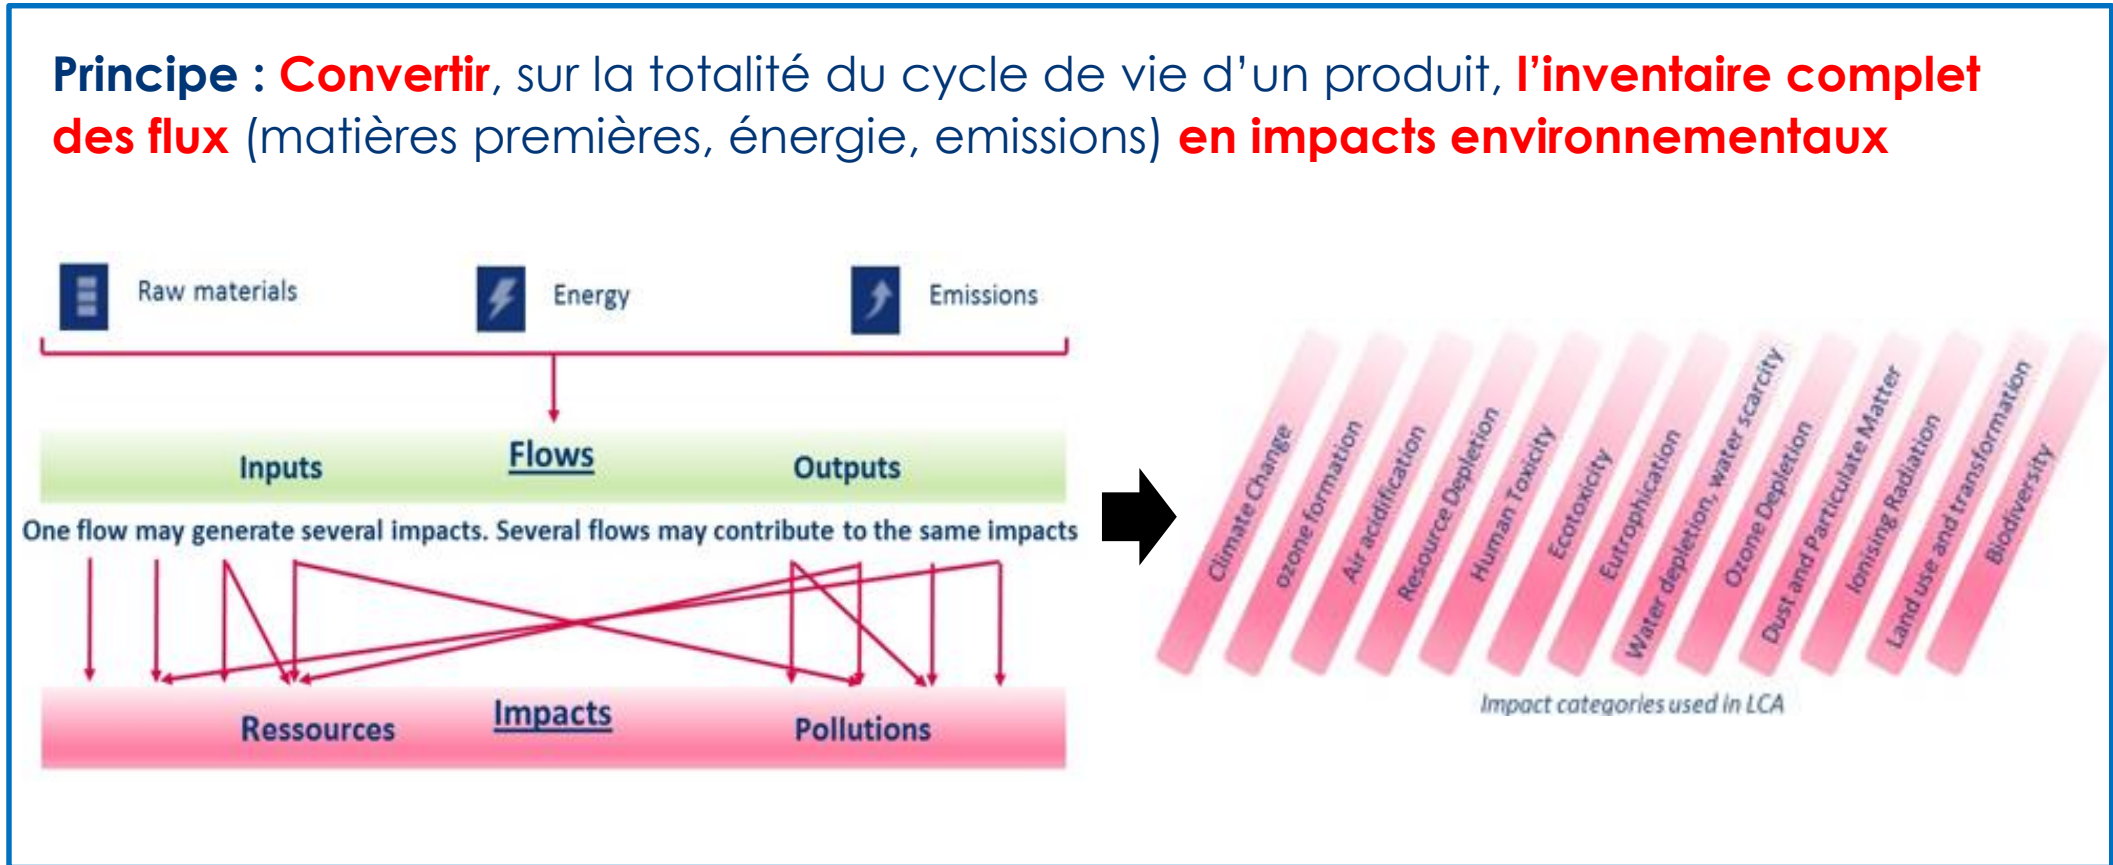 Principe : Convertir, sur la totalité du cycle de vie d’un produit, l’inventaire complet
des flux (matières premières, énergie, emissions) en impacts environnementaux
Raw materials
Energy
Emissions
Inputs
Flows
Outputs
One flow may generate several impacts. Several flows may contribute to the same impacts
Ressources
Impacts
Pollutions
Climate Change
ozone formation
Air acidification
Resource Depletion
Human Toxicity
Ecotoxicity
Eutrophication
Water depletion, water scarcity
Ozone Depletion
Dust and Particulate Matter
Ionising Radiation
Land use and transformation
Biodiversity
Impact categories used in LCA